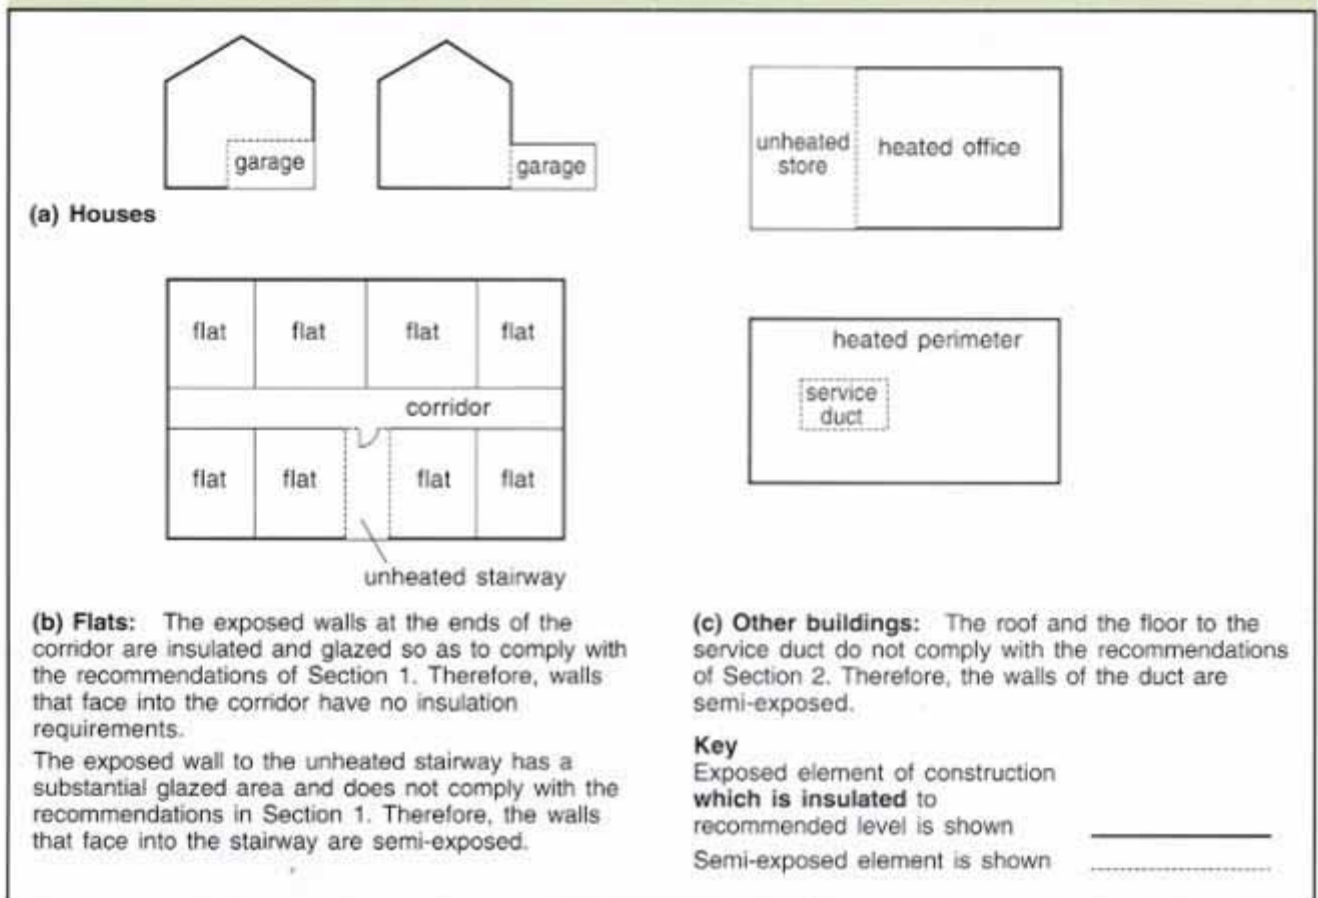 garage
garage
(a) Houses
unheated
store
heated office
flat
flat
flat
flat
corridor
flat
flat
flat
flat
unheated stairway
heated perimeter
service
duct
(b) Flats: The exposed walls at the ends of the
corridor are insulated and glazed so as to comply with
the recommendations of Section 1. Therefore, walls
that face into the corridor have no insulation
requirements.
The exposed wall to the unheated stairway has a
substantial glazed area and does not comply with the
recommendations in Section 1. Therefore, the walls
that face into the stairway are semi-exposed.
(c) Other buildings: The roof and the floor to the
service duct do not comply with the recommendations
of Section 2. Therefore, the walls of the duct are
semi-exposed.
Key
Exposed element of construction
which is insulated to
recommended level is shown
Semi-exposed element is shown